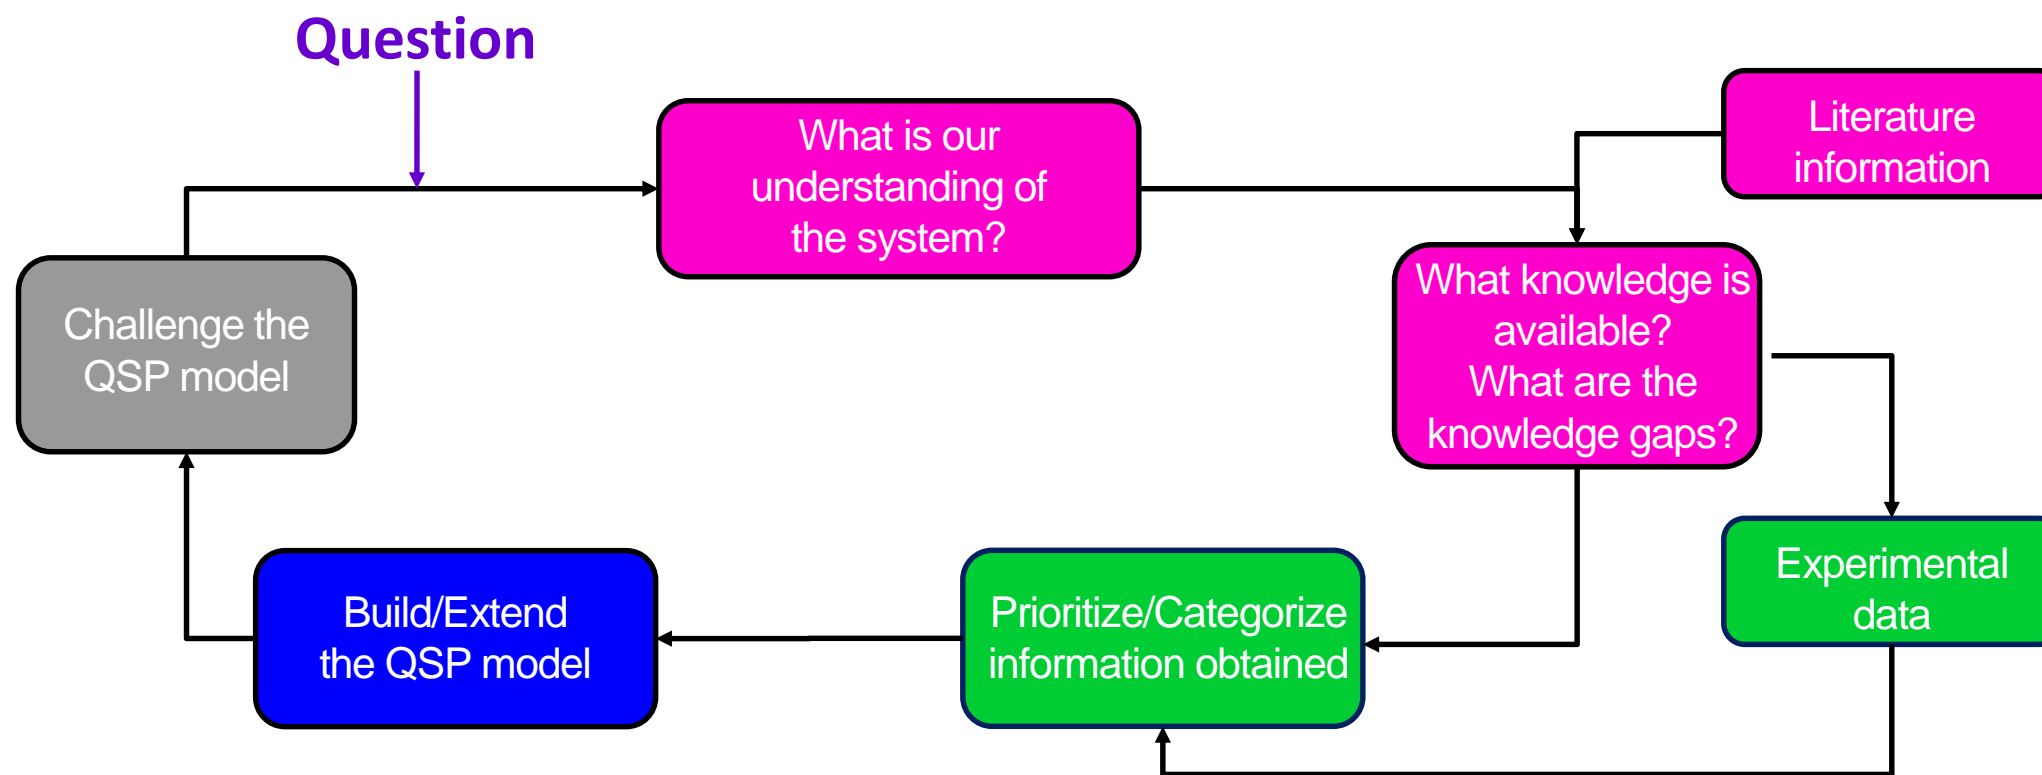 Question
What is our
understanding of
the system?
Literature
information
What knowledge is
available?
What are the
knowledge gaps?
Challenge the
QSP model
Experimental
data
Prioritize/Categorize
information obtained
Build/Extend
the QSP model